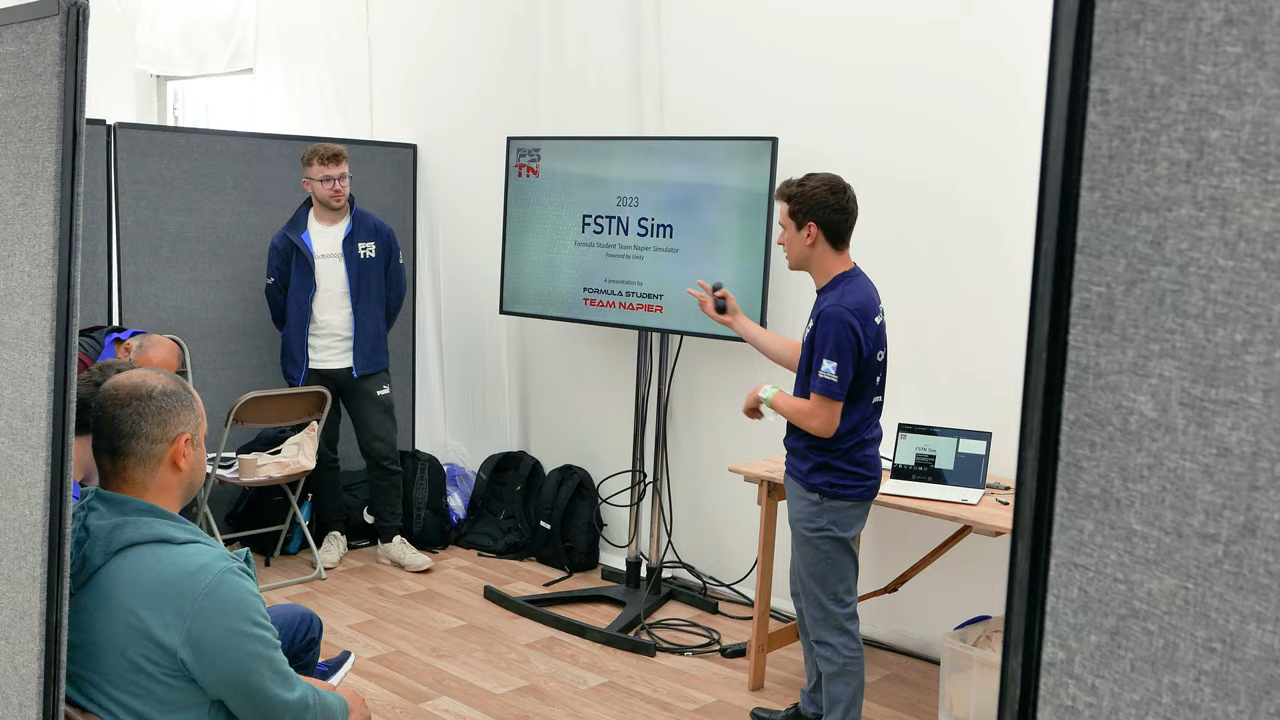 FS
TN
2023
FSTN Sim
Formula Student Team Napier Simulator
Powered by Unity
A presentation by
FORMULA STUDENT
TEAM NAPIER
FS
TN
PUMA
FSTN Sim